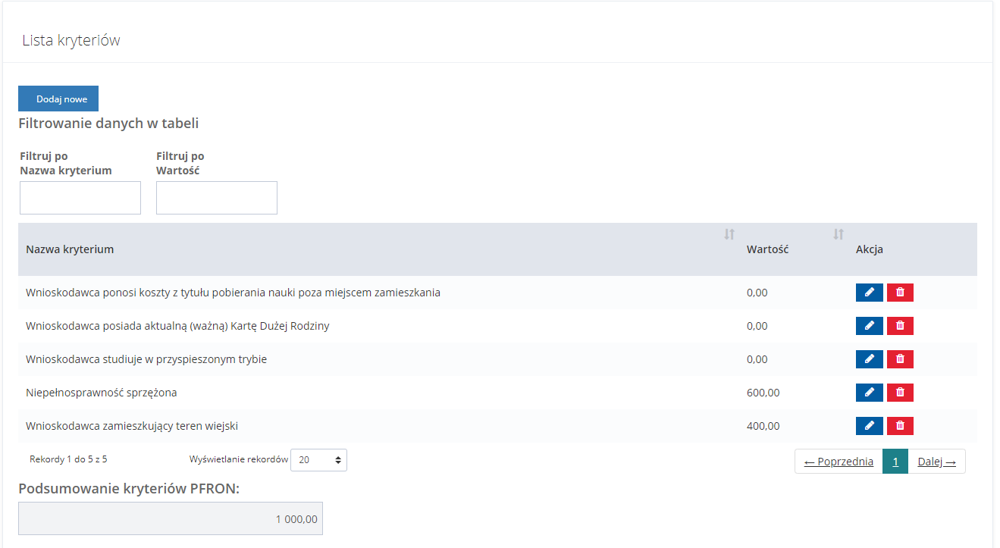 Lista kryteriów
Dodaj nowe
Filtrowanie danych w tabeli
Filtruj po
Nazwa kryterium
Filtruj po
Wartość
Nazwa kryterium Wartość Akcja
Wnioskodawca ponosi koszty z tytułu pobierania nauki poza miejscem zamieszkania 0,00
Wnioskodawca posiada aktualną (ważną) Kartę Dużej Rodziny 0,00
Wnioskodawca studiuje w przyspieszonym trybie 0,00
Niepełnosprawność sprzężona 600,00
Wnioskodawca zamieszkujący teren wiejski 400,00
Rekordy 1 do 5 z 5 Wyświetlanie rekordów 20 ← Poprzednia 1 Dalej →
Podsumowanie kryteriów PFRON:
1 000,00